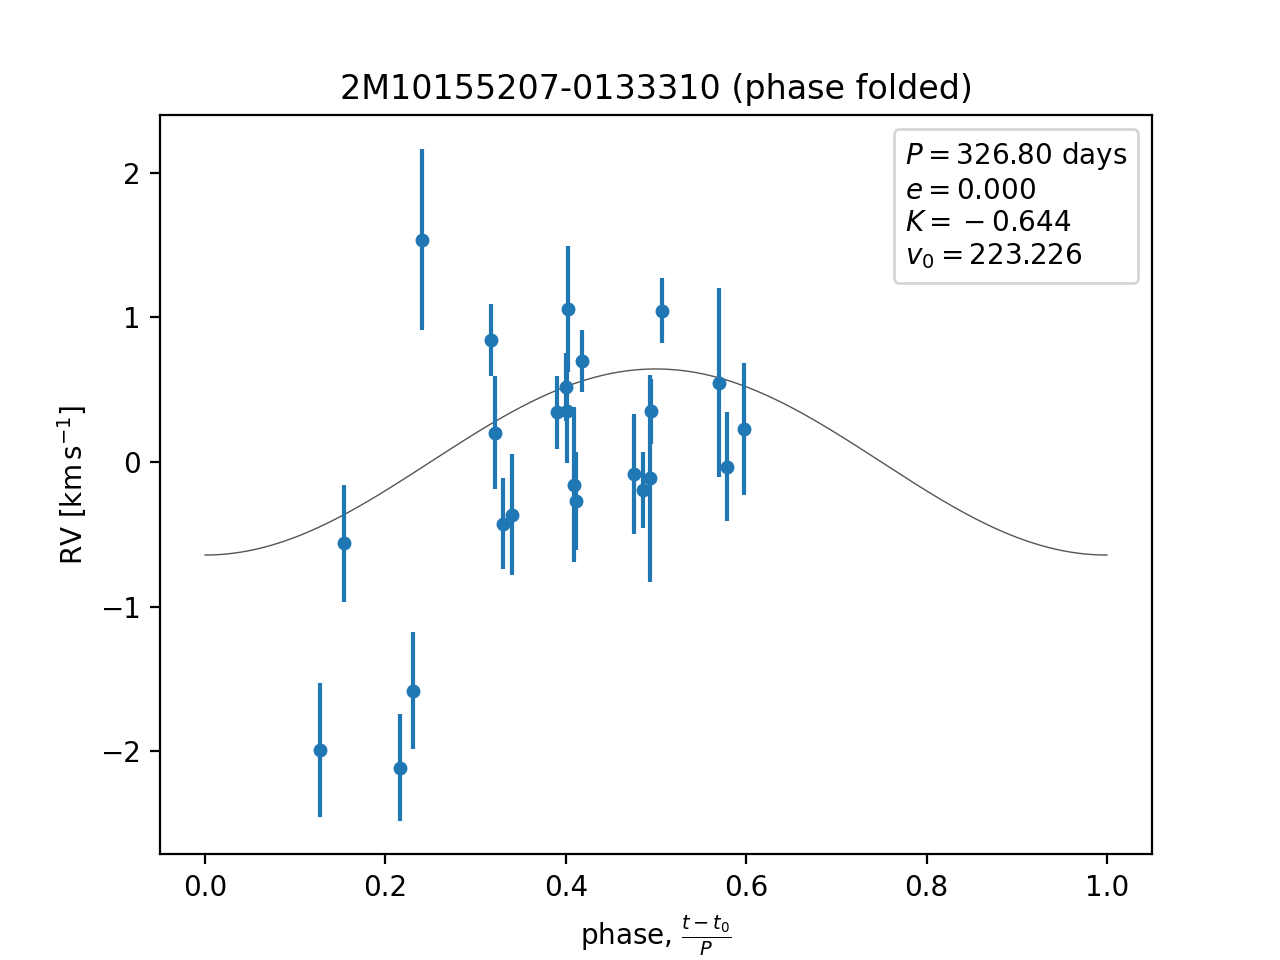 2M10155207-0133310 (phase folded)
P = 326.80 days
e = 0.000
K = −0.644
v₀ = 223.226
RV [km s⁻¹]
2
1
0
−1
−2
0.0 0.2 0.4 0.6 0.8 1.0
phase, (t − t₀)/P